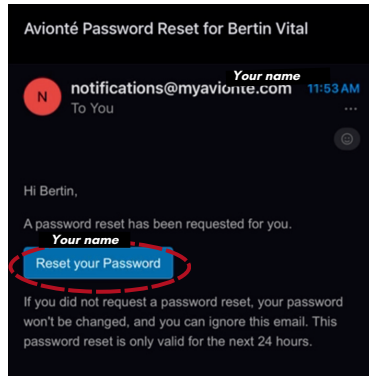 Avionté Password Reset for Bertin Vital
Your name
N
notifications@myavionte.com
11:53 AM
To You
Hi Bertin,
A password reset has been requested for you.
Your name
Reset your Password
If you did not request a password reset, your password
won't be changed, and you can ignore this email. This
password reset is only valid for the next 24 hours.